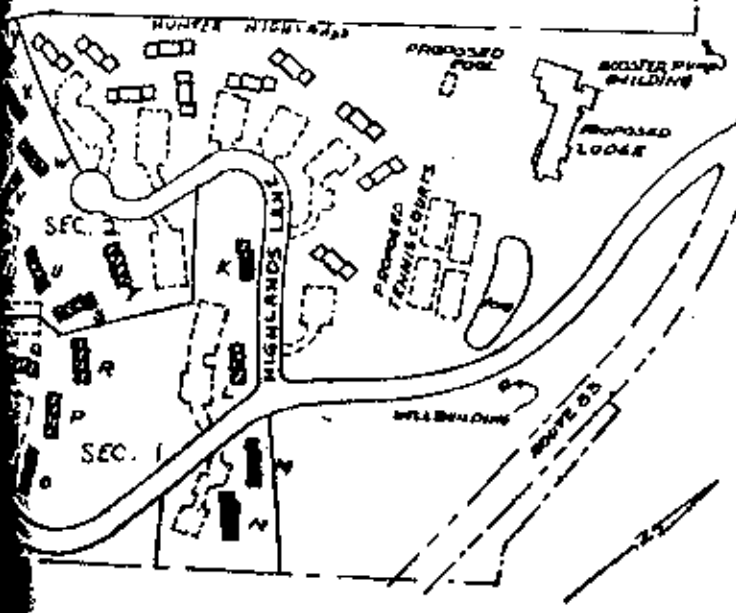 HUNTER HIGHLANDS
PROPOSED
POOL
BOOSTER PUMP
BUILDING
PROPOSED
LODGE
W
SEC. 2
U
K
HIGHLANDS LANE
PROPOSED
TENNIS COURTS
R
P
L
SEC. 1
O
WELL BUILDING
ROUTE 83
M
N